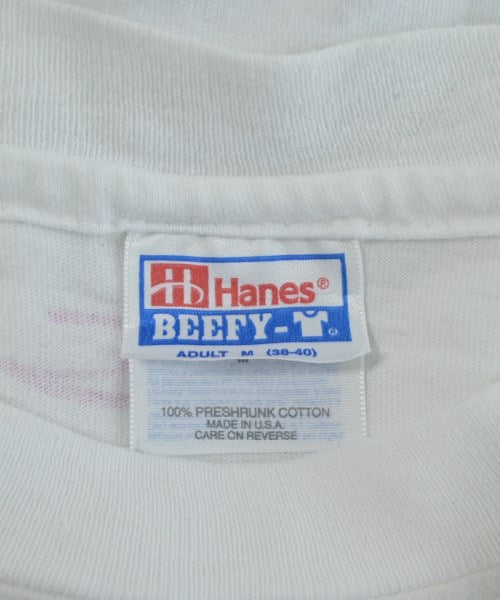 H Hanes®
BEEFY-T®
ADULT M (38-40)
100% PRESHRUNK COTTON
MADE IN U.S.A.
CARE ON REVERSE